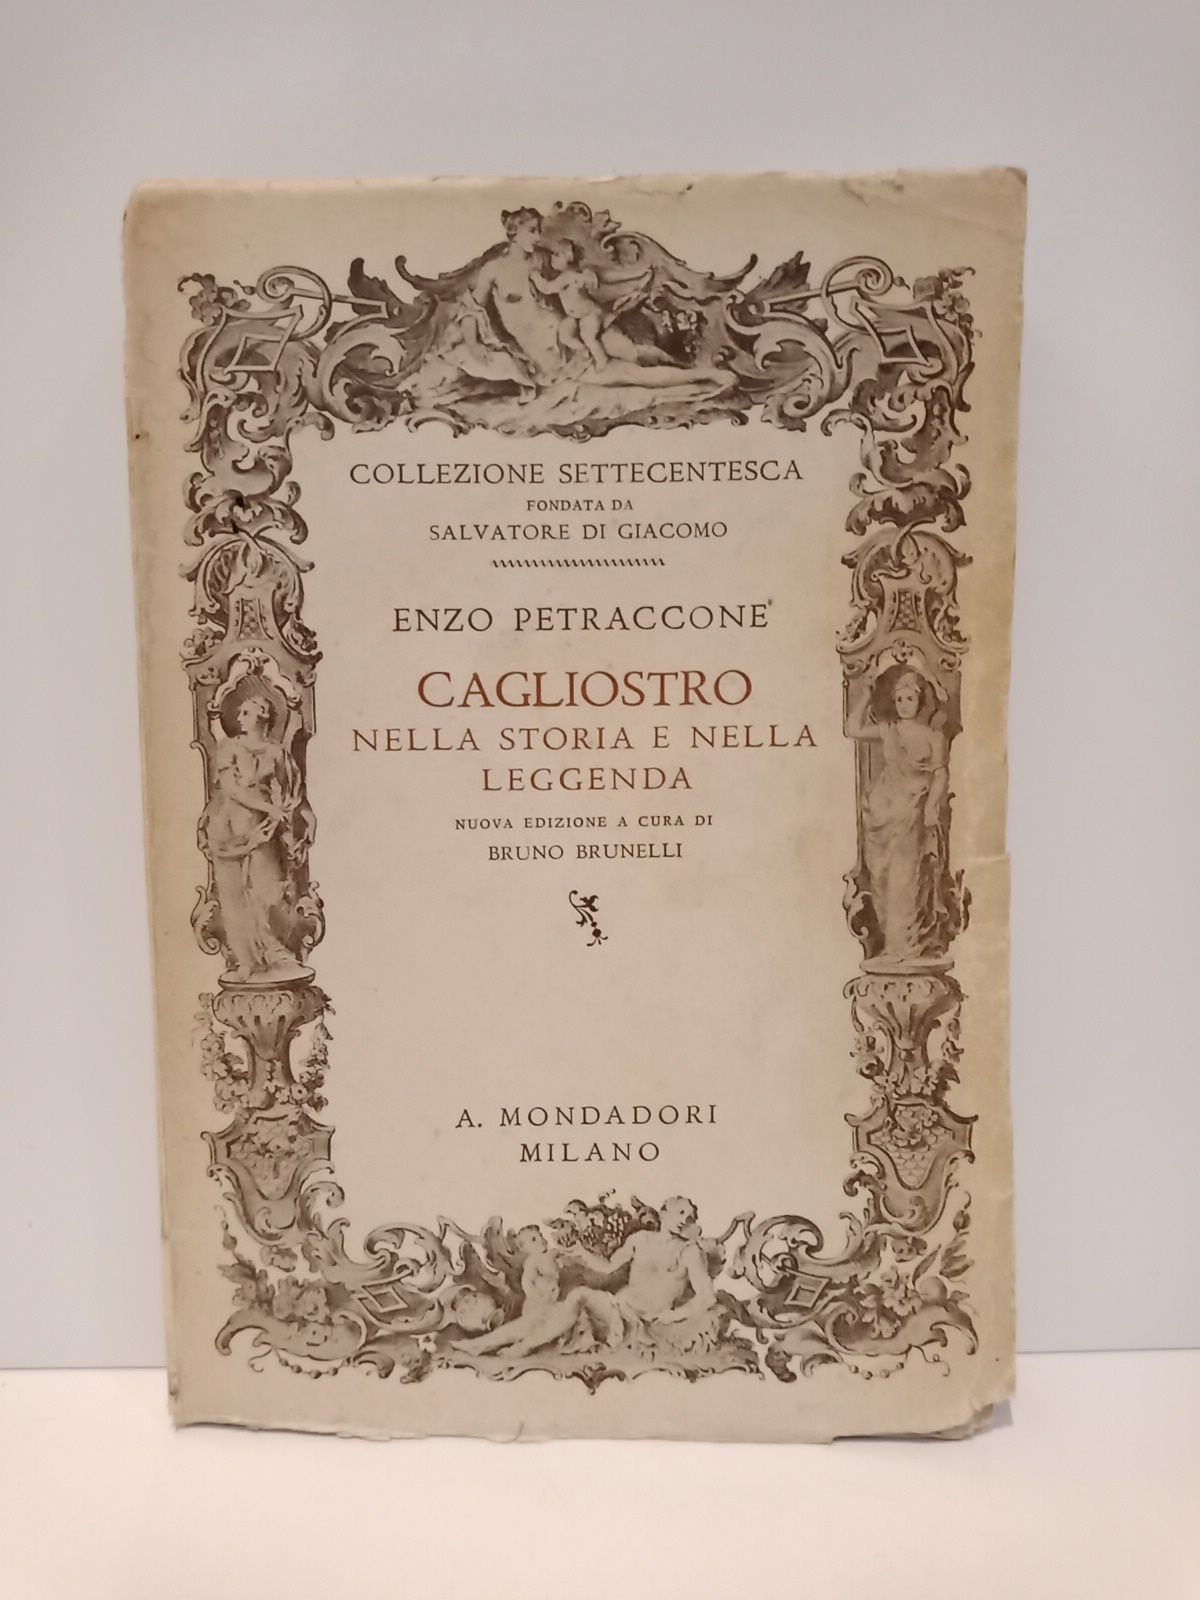 COLLEZIONE SETTECENTESCA
FONDATA DA
SALVATORE DI GIACOMO
ENZO PETRACCONE
CAGLIOSTRO
NELLA STORIA E NELLA
LEGGENDA
NUOVA EDIZIONE A CURA DI
BRUNO BRUNELLI
A. MONDADORI
MILANO